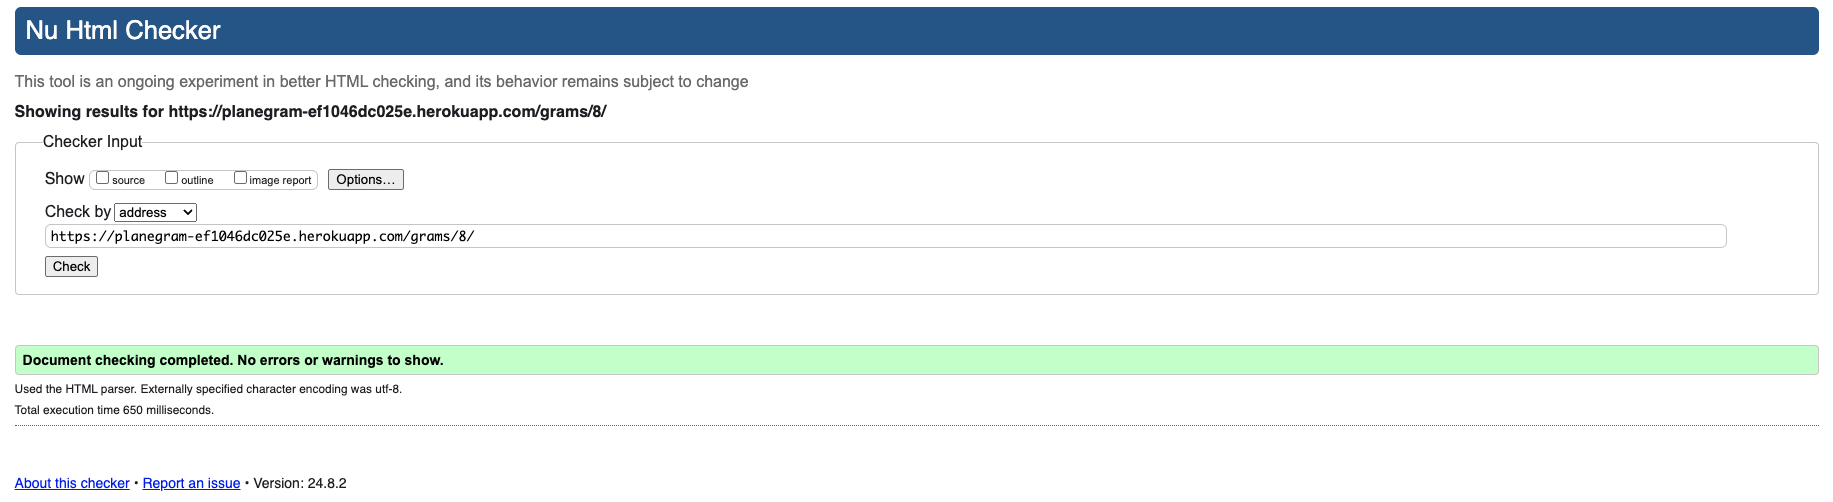 Nu Html Checker
This tool is an ongoing experiment in better HTML checking, and its behavior remains subject to change
Showing results for https://planegram-ef1046dc025e.herokuapp.com/grams/8/
Checker Input
Show source outline image report Options...
Check by address
https://planegram-ef1046dc025e.herokuapp.com/grams/8/
Check
Document checking completed. No errors or warnings to show.
Used the HTML parser. Externally specified character encoding was utf-8.
Total execution time 650 milliseconds.
About this checker • Report an issue • Version: 24.8.2